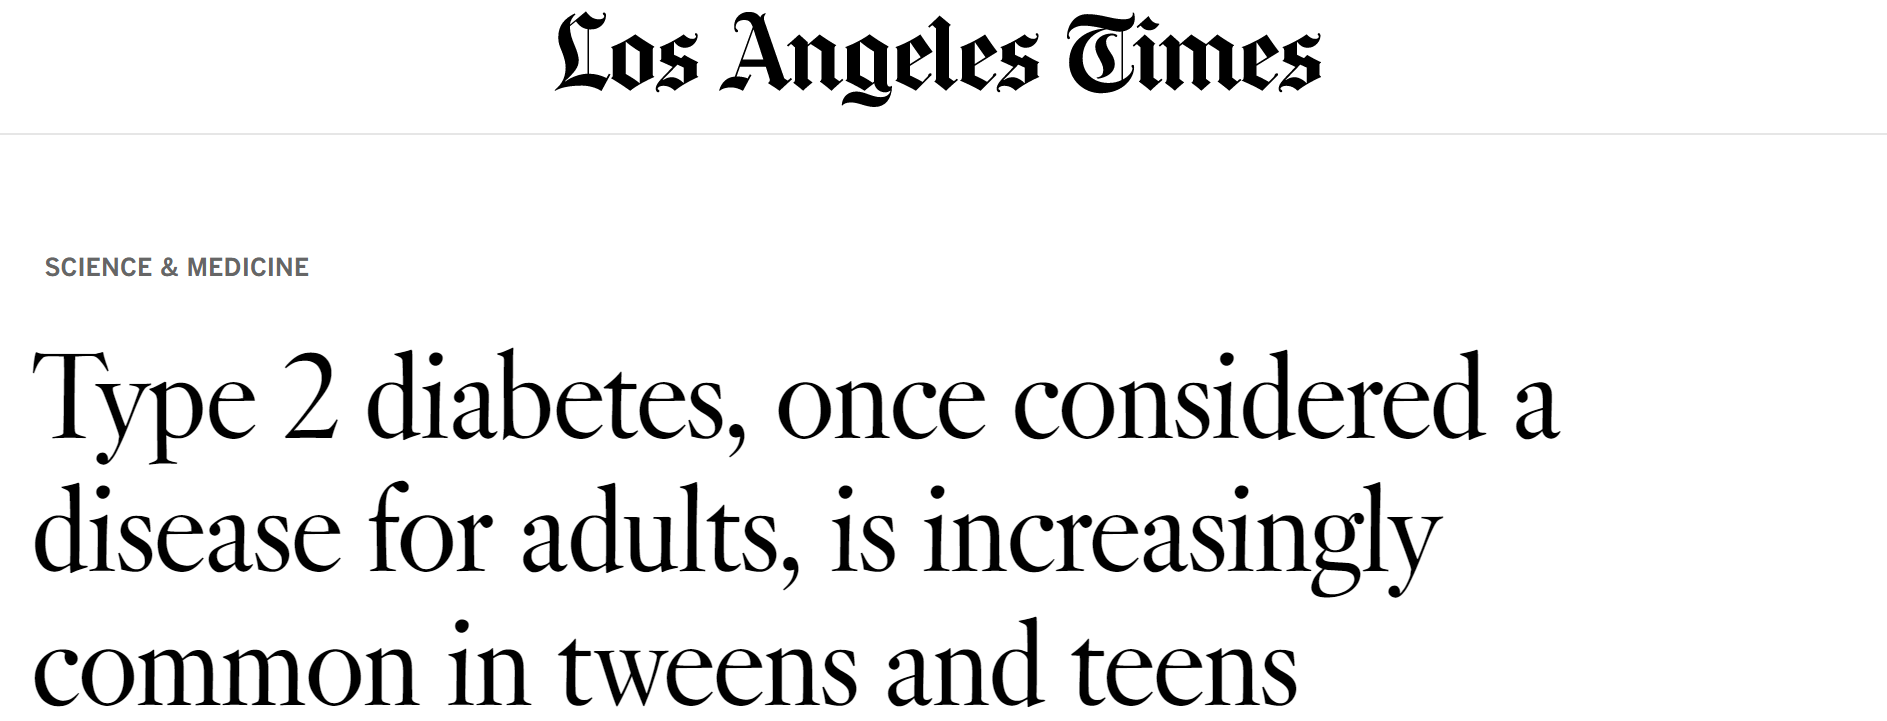 Los Angeles Times
SCIENCE & MEDICINE
Type 2 diabetes, once considered a
disease for adults, is increasingly
common in tweens and teens